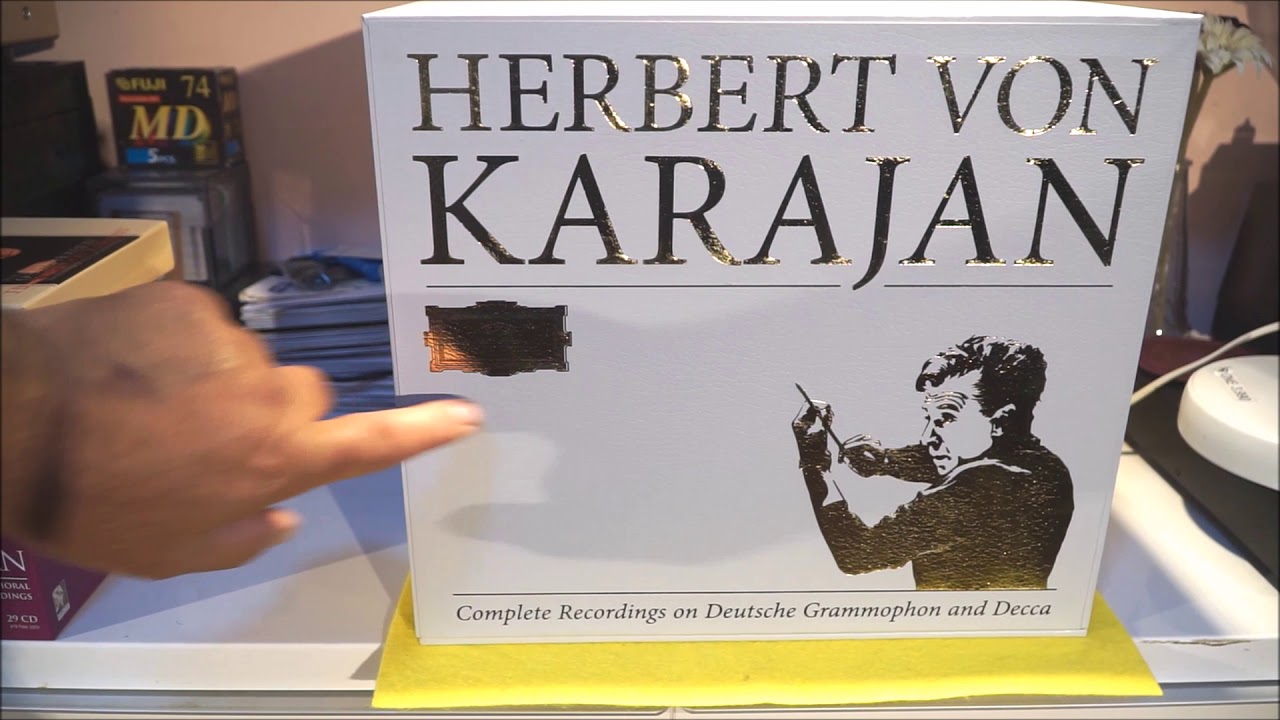 HERBERT VON
KARAJAN
Complete Recordings on Deutsche Grammophon and Decca
FUJI 74
MD
29 CD